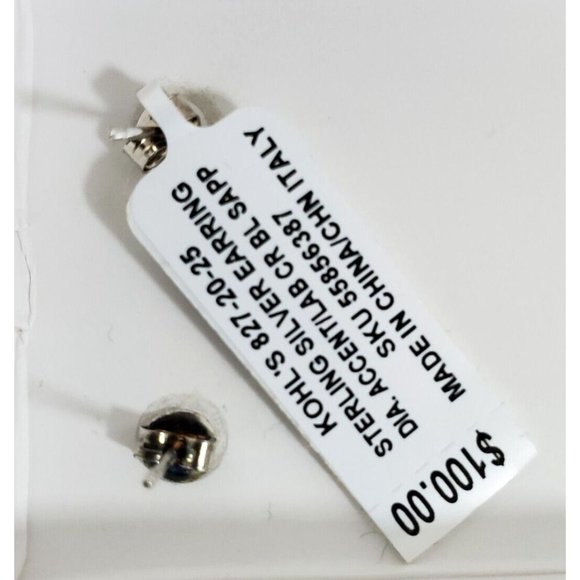 KOHL'S 827-20-25
STERLING SILVER EARRING
DIA. ACCENT/LAB CR BL SAPP
SKU 55856387
MADE IN CHINA/CHN ITALY
$100.00